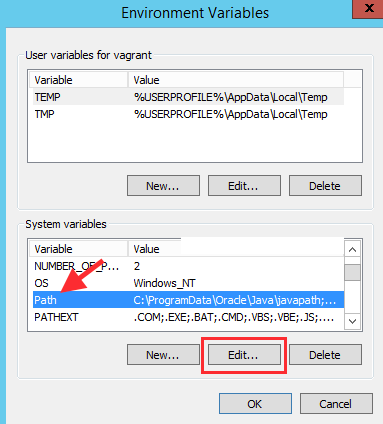 Environment Variables
x
User variables for vagrant
Variable Value
TEMP %USERPROFILE%\AppData\Local\Temp
TMP %USERPROFILE%\AppData\Local\Temp
New... Edit... Delete
System variables
Variable Value
NUMBER_OF_P... 2
OS Windows_NT
Path C:\ProgramData\Oracle\Java\javapath;...
PATHEXT .COM;.EXE;.BAT;.CMD;.VBS;.VBE;.JS;....
New... Edit... Delete
OK Cancel